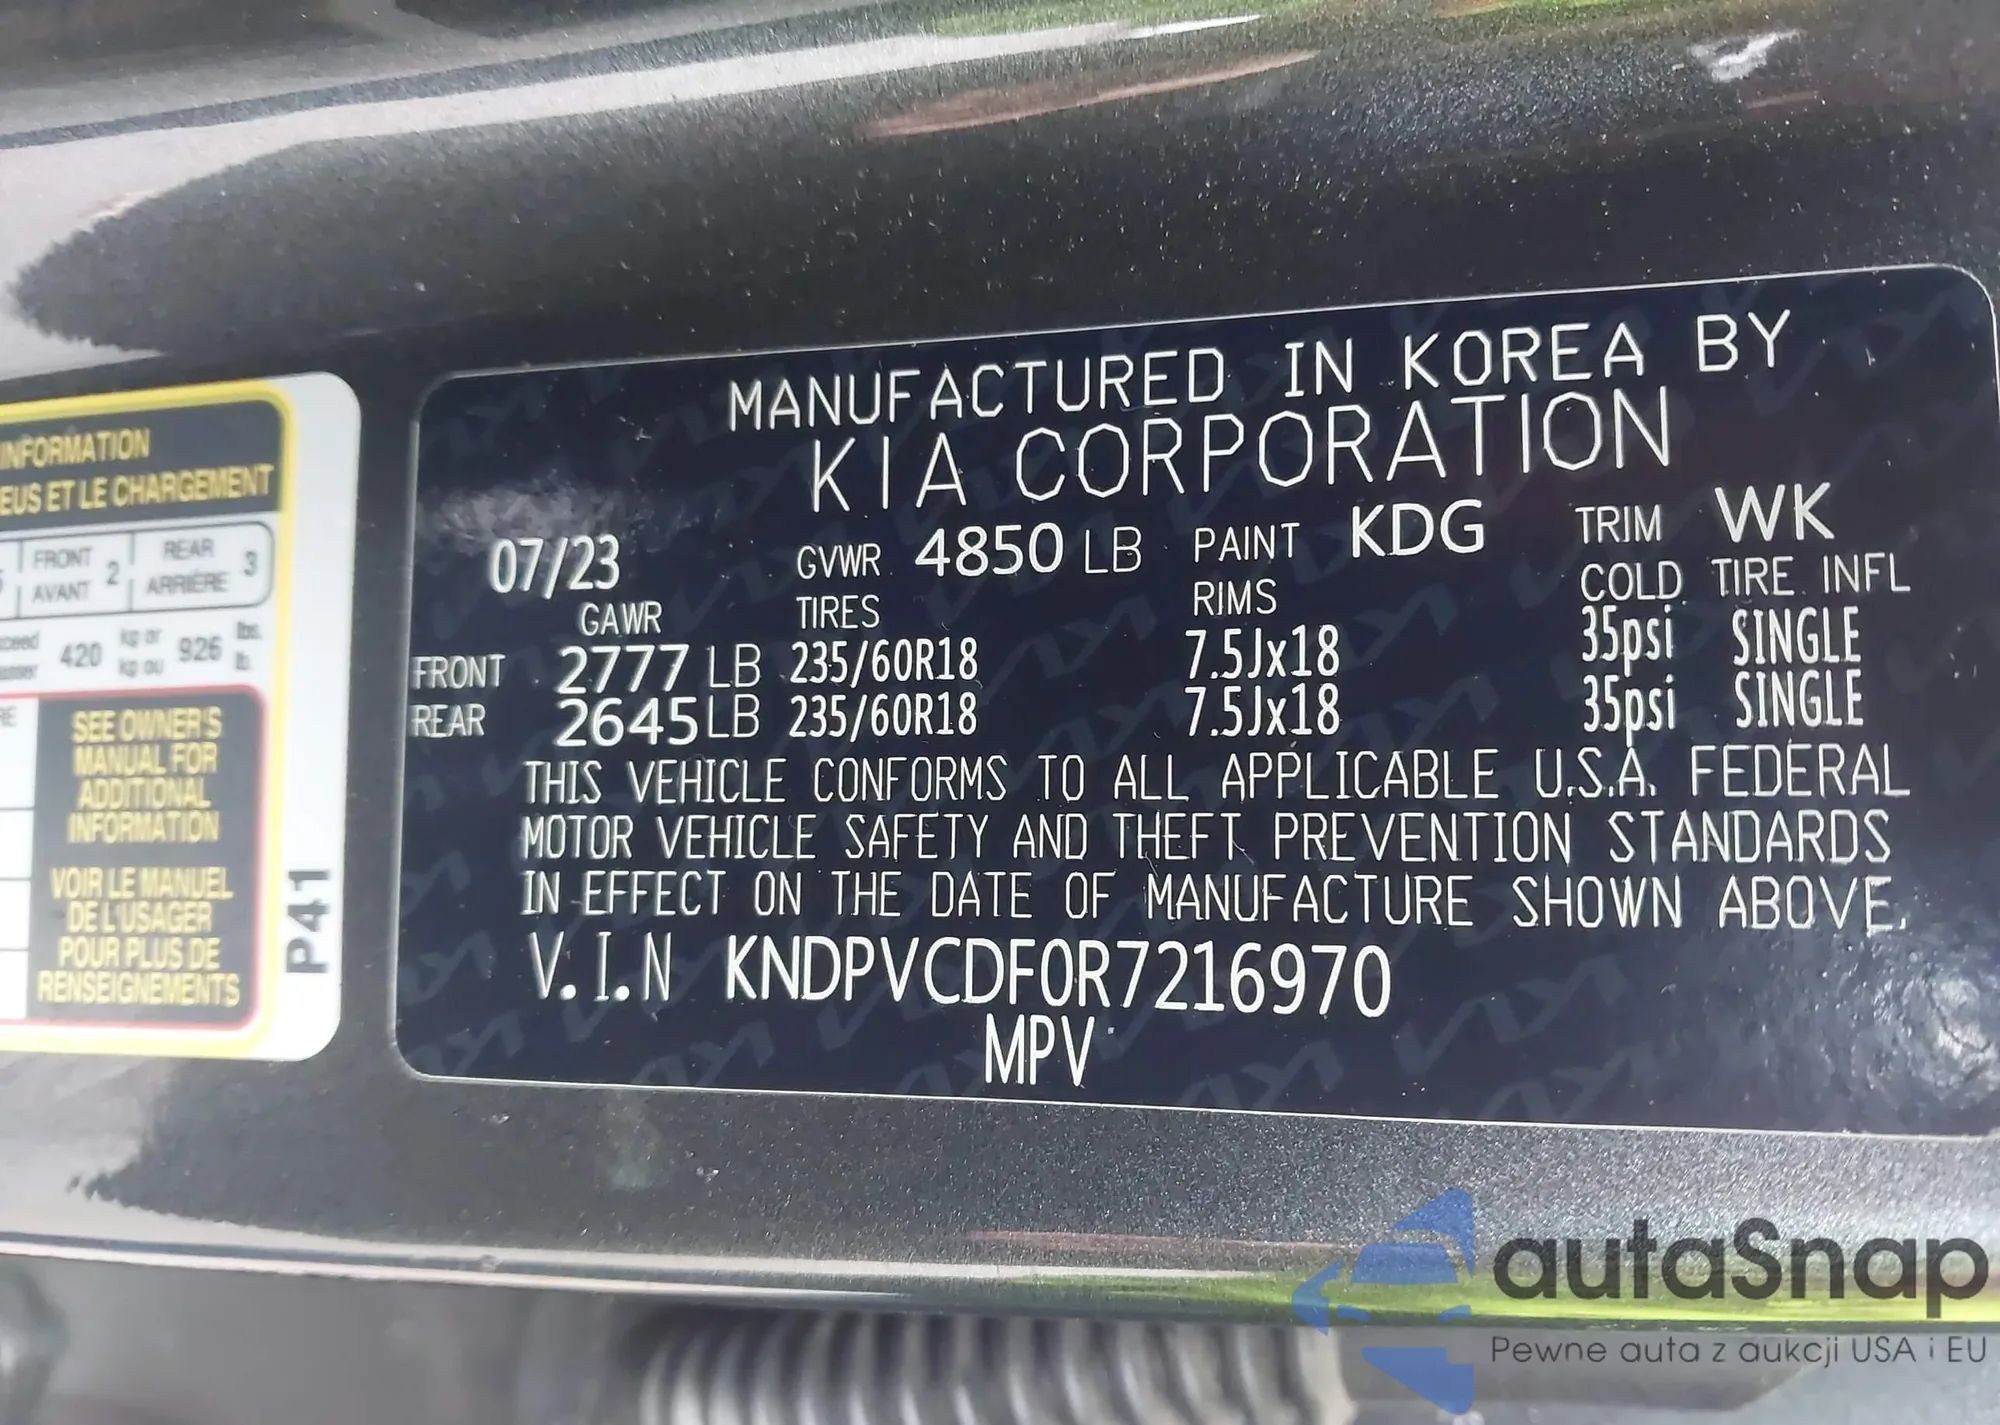 INFORMATION
EUS ET LE CHARGEMENT
FRONT 2 REAR 3
AVANT ARRIÈRE
420 kg or 926 lbs.
kg ou lb.
SEE OWNER'S
MANUAL FOR
ADDITIONAL
INFORMATION
VOIR LE MANUEL
DE L'USAGER
POUR PLUS DE
RENSEIGNEMENTS
P41
MANUFACTURED IN KOREA BY
KIA CORPORATION
07/23 GVWR 4850 LB PAINT KDG TRIM WK
GAWR TIRES RIMS COLD TIRE INFL
FRONT 2777 LB 235/60R18 7.5Jx18 35psi SINGLE
REAR 2645 LB 235/60R18 7.5Jx18 35psi SINGLE
THIS VEHICLE CONFORMS TO ALL APPLICABLE U.S.A. FEDERAL
MOTOR VEHICLE SAFETY AND THEFT PREVENTION STANDARDS
IN EFFECT ON THE DATE OF MANUFACTURE SHOWN ABOVE.
V.I.N KNDPVCDF0R7216970
MPV
autaSnap
Pewne auta z aukcji USA i EU